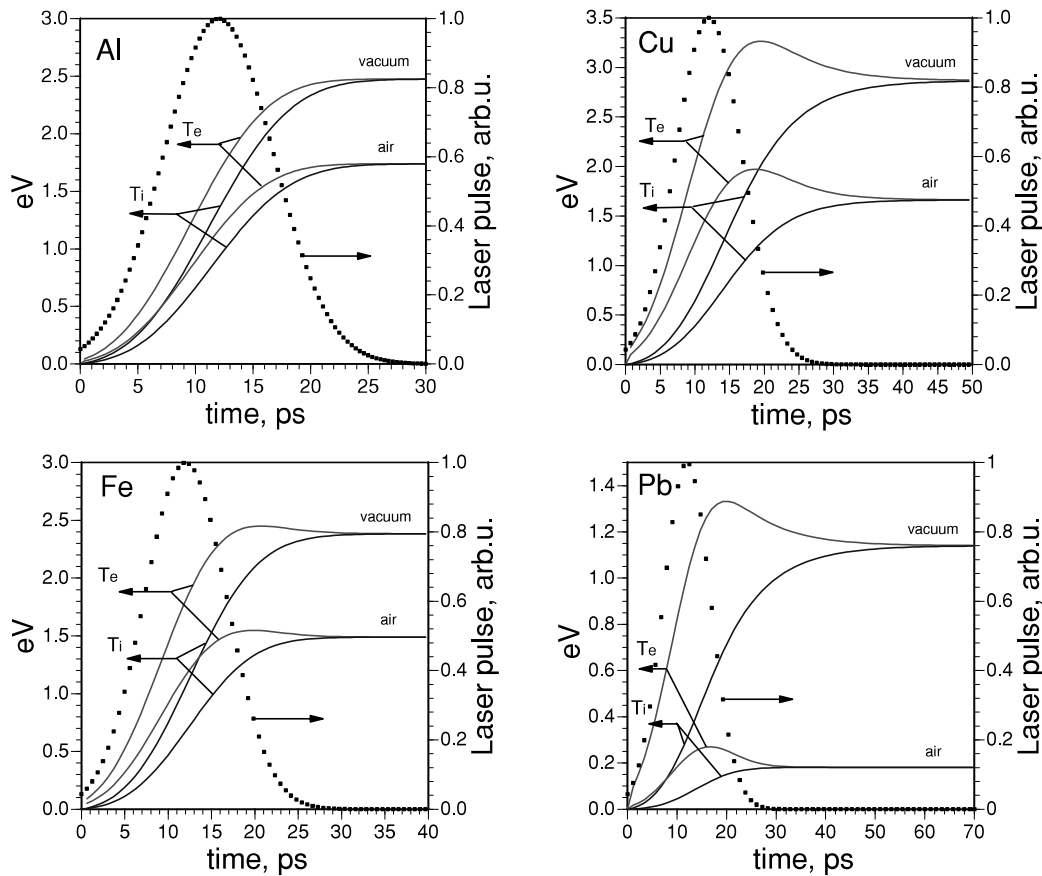 Al
3.0
2.5
2.0
1.5
1.0
0.5
0.0
eV
1.0
0.8
0.6
0.4
0.2
0.0
Laser pulse, arb.u.
vacuum
air
Te
Ti
0 5 10 15 20 25 30
time, ps
Cu
3.5
3.0
2.5
2.0
1.5
1.0
0.5
0.0
eV
1.0
0.8
0.6
0.4
0.2
0.0
Laser pulse, arb.u.
vacuum
air
Te
Ti
0 5 10 15 20 25 30 35 40 45 50
time, ps
Fe
3.0
2.5
2.0
1.5
1.0
0.5
0.0
eV
1.0
0.8
0.6
0.4
0.2
0.0
Laser pulse, arb.u.
vacuum
air
Te
Ti
0 5 10 15 20 25 30 35 40
time, ps
Pb
1.4
1.2
1.0
0.8
0.6
0.4
0.2
0.0
eV
1
0.8
0.6
0.4
0.2
0
Laser pulse, arb.u.
vacuum
air
Te
Ti
0 10 20 30 40 50 60 70
time, ps